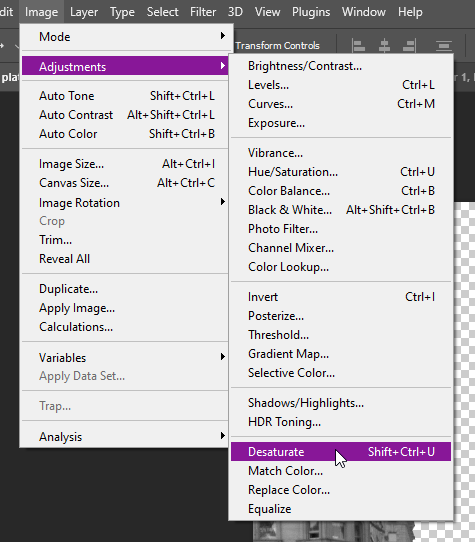 dit Image Layer Type Select Filter 3D View Plugins Window Help
Mode
Transform Controls
Adjustments
Auto Tone Shift+Ctrl+L
Auto Contrast Alt+Shift+Ctrl+L
Auto Color Shift+Ctrl+B
Image Size... Alt+Ctrl+I
Canvas Size... Alt+Ctrl+C
Image Rotation
Crop
Trim...
Reveal All
Duplicate...
Apply Image...
Calculations...
Variables
Apply Data Set...
Trap...
Analysis
Brightness/Contrast...
Levels... Ctrl+L
Curves... Ctrl+M
Exposure...
Vibrance...
Hue/Saturation... Ctrl+U
Color Balance... Ctrl+B
Black & White... Alt+Shift+Ctrl+B
Photo Filter...
Channel Mixer...
Color Lookup...
Invert Ctrl+I
Posterize...
Threshold...
Gradient Map...
Selective Color...
Shadows/Highlights...
HDR Toning...
Desaturate Shift+Ctrl+U
Match Color...
Replace Color...
Equalize